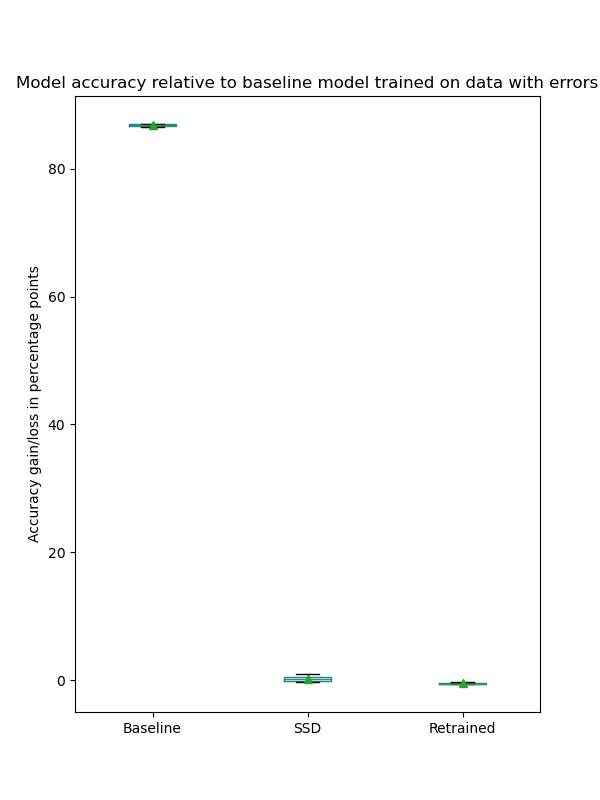 Model accuracy relative to baseline model trained on data with errors
Accuracy gain/loss in percentage points
80
60
40
20
0
Baseline SSD Retrained